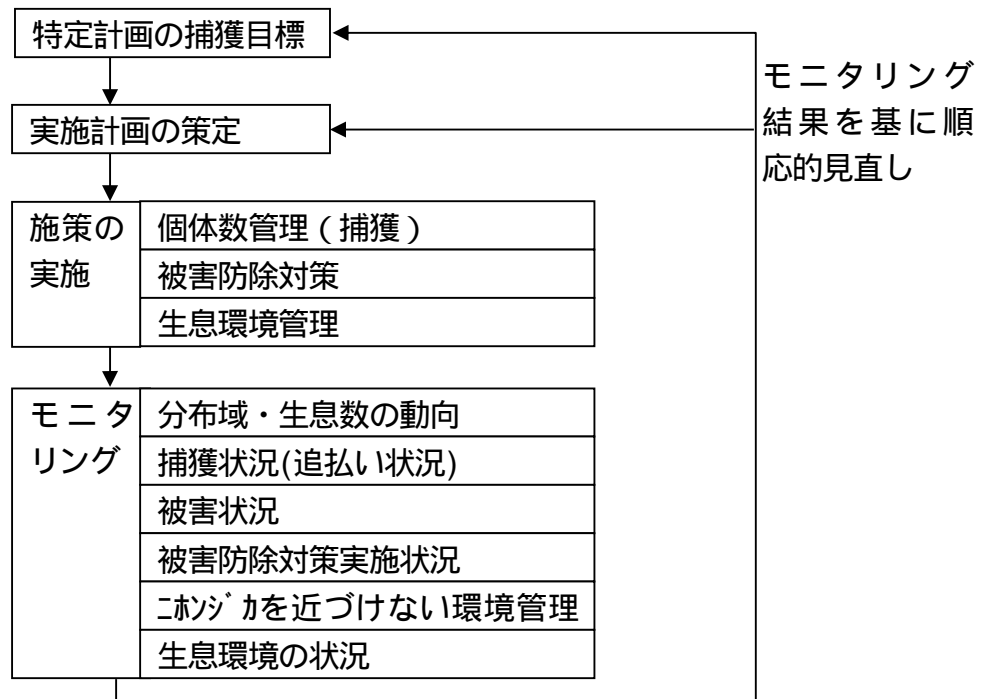 特定計画の捕獲目標
実施計画の策定
モニタリング
結果を基に順
応的見直し
施策の
実施
個体数管理（捕獲）
被害防除対策
生息環境管理
モニタ
リング
分布域・生息数の動向
捕獲状況(追払い状況)
被害状況
被害防除対策実施状況
ﾆﾎﾝｼﾞｶを近づけない環境管理
生息環境の状況